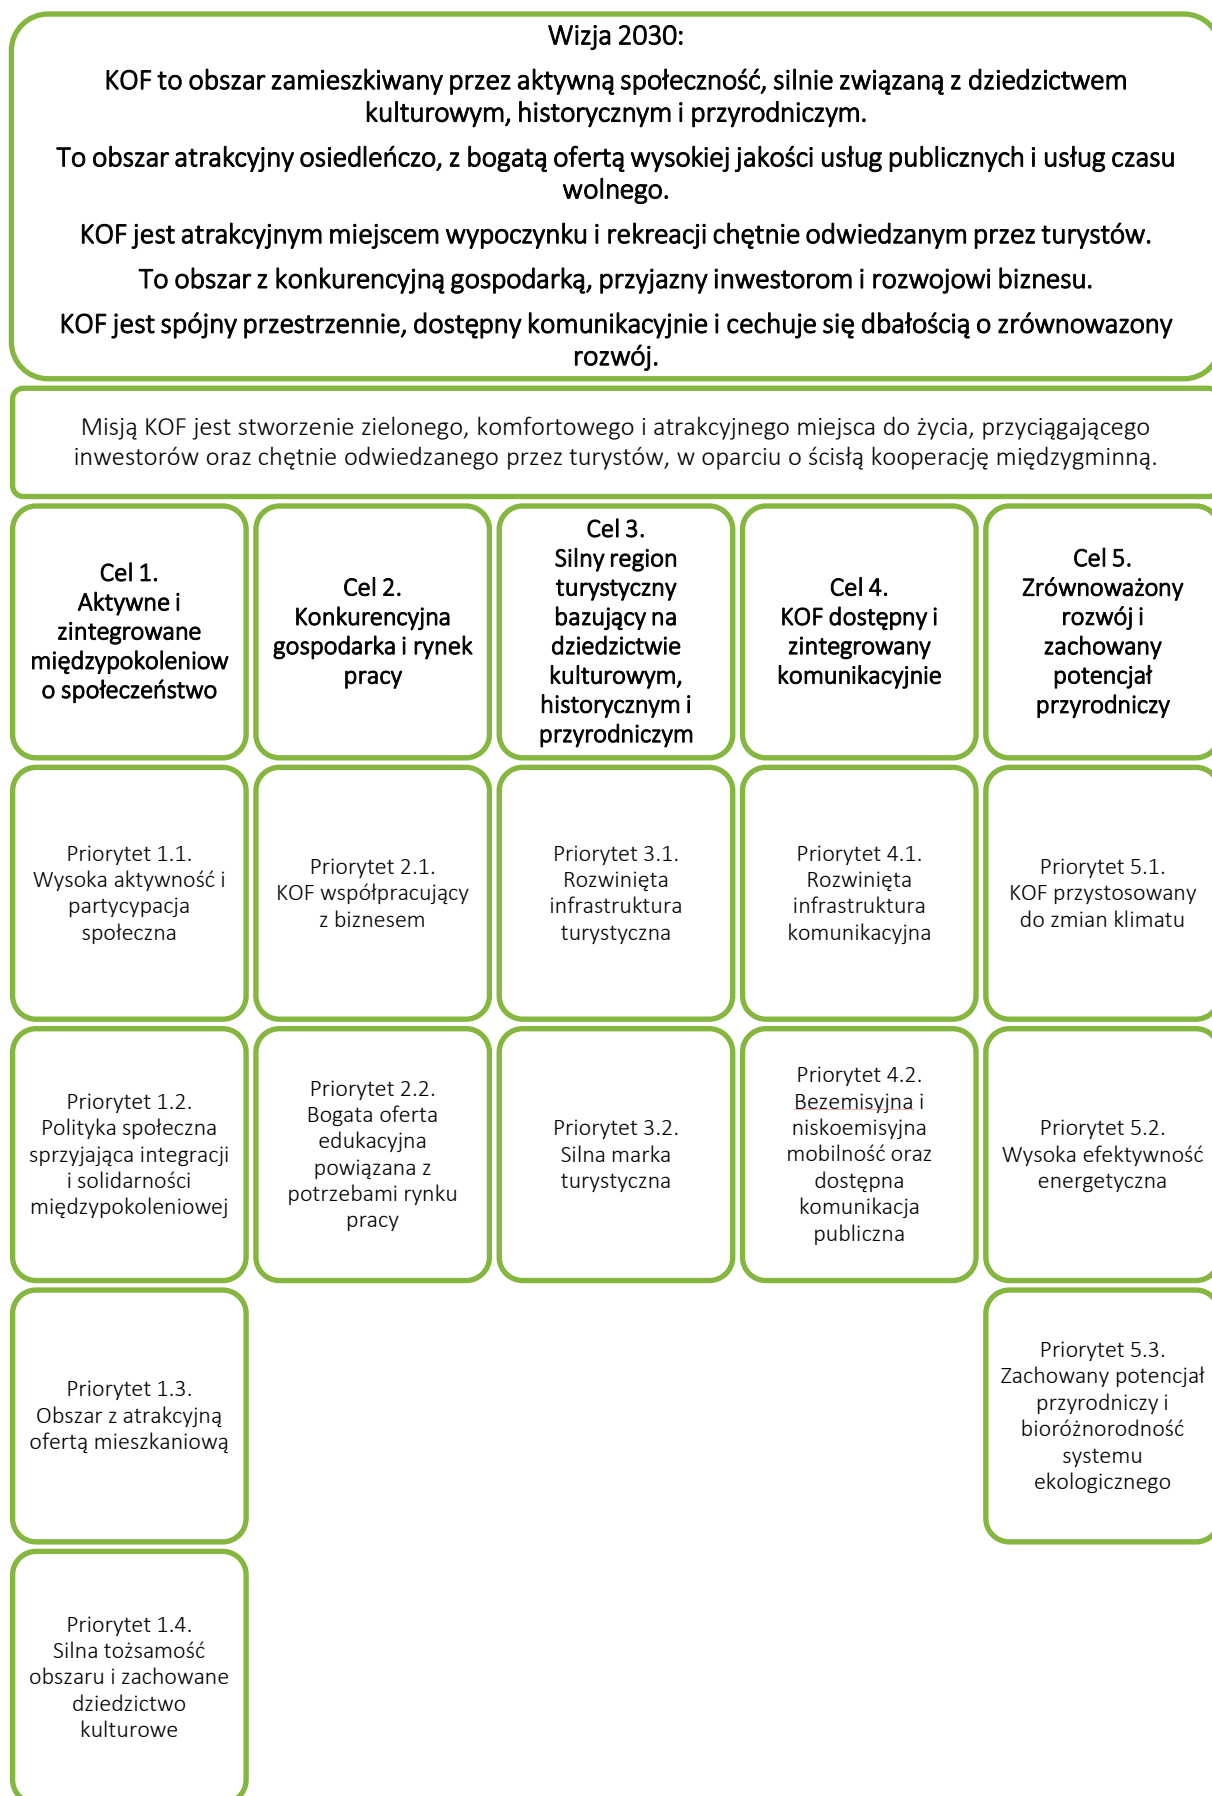 Wizja 2030:
KOF to obszar zamieszkiwany przez aktywną społeczność, silnie związaną z dziedzictwem
kulturowym, historycznym i przyrodniczym.
To obszar atrakcyjny osiedleńczo, z bogatą ofertą wysokiej jakości usług publicznych i usług czasu
wolnego.
KOF jest atrakcyjnym miejscem wypoczynku i rekreacji chętnie odwiedzanym przez turystów.
To obszar z konkurencyjną gospodarką, przyjazny inwestorom i rozwojowi biznesu.
KOF jest spójny przestrzennie, dostępny komunikacyjnie i cechuje się dbałością o zrównowazony
rozwój.
Misją KOF jest stworzenie zielonego, komfortowego i atrakcyjnego miejsca do życia, przyciągającego
inwestorów oraz chętnie odwiedzanego przez turystów, w oparciu o ścisłą kooperację międzygminną.
Cel 1.
Aktywne i
zintegrowane
międzypokoleniow
o społeczeństwo
Cel 2.
Konkurencyjna
gospodarka i rynek
pracy
Cel 3.
Silny region
turystyczny
bazujący na
dziedzictwie
kulturowym,
historycznym i
przyrodniczym
Cel 4.
KOF dostępny i
zintegrowany
komunikacyjnie
Cel 5.
Zrównoważony
rozwój i
zachowany
potencjał
przyrodniczy
Priorytet 1.1.
Wysoka aktywność i
partycypacja
społeczna
Priorytet 2.1.
KOF współpracujący
z biznesem
Priorytet 3.1.
Rozwinięta
infrastruktura
turystyczna
Priorytet 4.1.
Rozwinięta
infrastruktura
komunikacyjna
Priorytet 5.1.
KOF przystosowany
do zmian klimatu
Priorytet 1.2.
Polityka społeczna
sprzyjająca integracji
i solidarności
międzypokoleniowej
Priorytet 2.2.
Bogata oferta
edukacyjna
powiązana z
potrzebami rynku
pracy
Priorytet 3.2.
Silna marka
turystyczna
Priorytet 4.2.
Bezemisyjna i
niskoemisyjna
mobilność oraz
dostępna
komunikacja
publiczna
Priorytet 5.2.
Wysoka efektywność
energetyczna
Priorytet 1.3.
Obszar z atrakcyjną
ofertą mieszkaniową
Priorytet 5.3.
Zachowany potencjał
przyrodniczy i
bioróżnorodność
systemu
ekologicznego
Priorytet 1.4.
Silna tożsamość
obszaru i zachowane
dziedzictwo
kulturowe